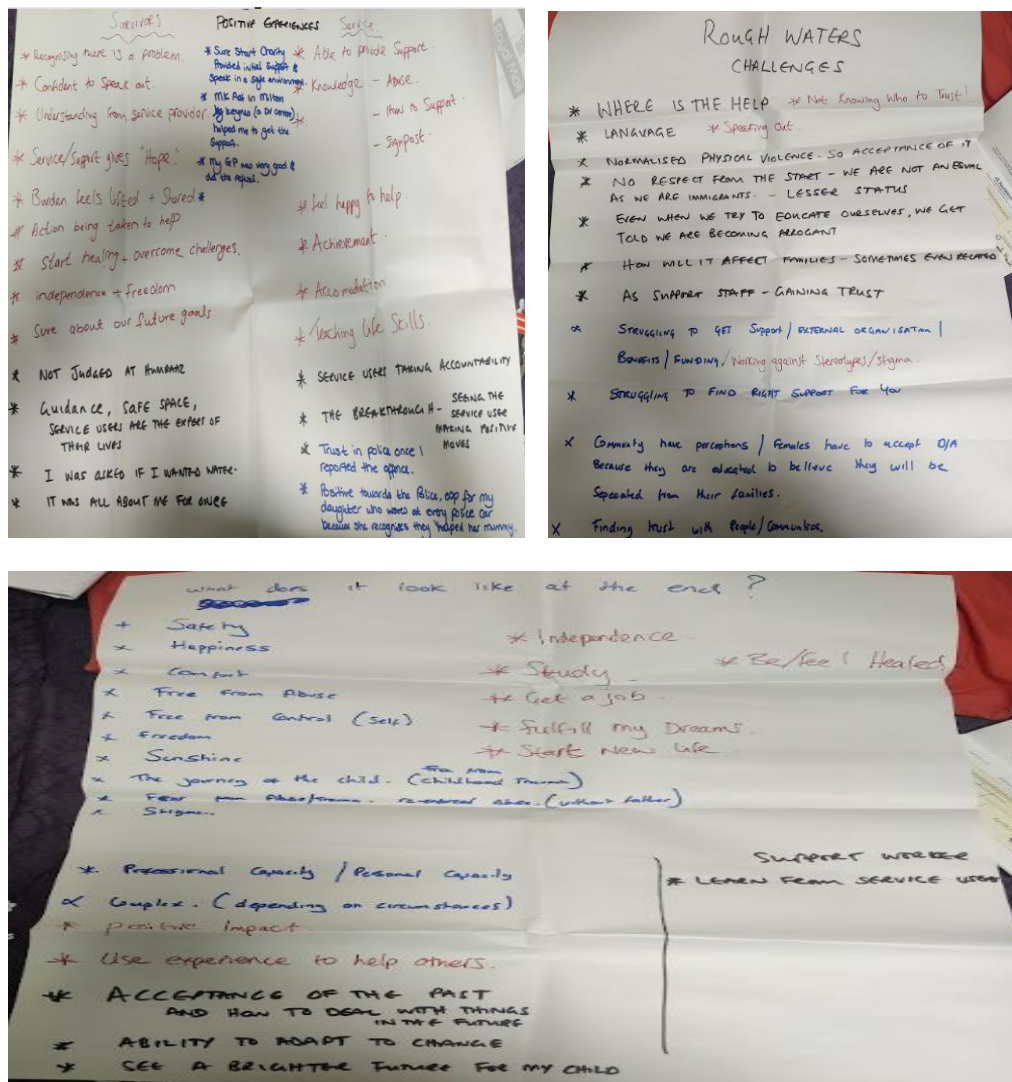 SURVIVORS
* Recognising there is a problem.
* Confident to Speak out.
* Understanding from service provider.
* Service/Support gives "Hope".
* Burden feels lifted + Shared
* Action being taken to help
* Start healing + overcome challenges.
* independence + freedom
* Sure about our future goals
* NOT JUDGED AT
* GUIDANCE, SAFE SPACE,
SERVICE USERS ARE THE EXPERT OF
THEIR LIVES
* I WAS ASKED IF I WANTED WATER.
* IT WAS ALL ABOUT ME FOR ONCE
POSITIVE EXPERIENCES
* Sure Start Charity
Provided initial Support &
speak in a safe environment.
* MK Act in Milton
Keynes (a DV centre)
helped me to get the
Support.
* My GP was very good &
did the referral.
*
Service
* Able to provide Support.
* Knowledge - Abuse.
- How to Support.
- Signpost.
* feel happy to help.
* Achievement.
* Accomodation.
* Teaching Life Skills.
* SERVICE USERS TAKING ACCOUNTABILITY
* THE BREAKTHROUGH - SEEING THE
SERVICE USER
MAKING POSITIVE
MOVES
* Trust in police once I
reported the offence.
* Positive towards the Police, esp for my
daughter who waves at every police car
because she recognises they helped her mummy.
ROUGH WATERS
CHALLENGES
* WHERE IS THE HELP * Not Knowing Who to Trust!
* LANGUAGE * Speaking Out.
* NORMALISED PHYSICAL VIOLENCE - SO ACCEPTANCE OF IT
* NO RESPECT FROM THE START - WE ARE NOT AN EQUAL
AS WE ARE IMMIGRANTS. - LESSER STATUS
* EVEN WHEN WE TRY TO EDUCATE OURSELVES, WE GET
TOLD WE ARE BECOMING ARROGANT
* HOW WILL IT AFFECT FAMILIES - SOMETIMES EVEN RELATED
* AS SUPPORT STAFF - GAINING TRUST
* STRUGGLING TO GET Support / EXTERNAL ORGANISATION /
BENEFITS / FUNDING / Working against Stereotypes / Stigma.
* STRUGGLING TO FIND RIGHT SUPPORT FOR YOU
* Community have perceptions / Females have to accept D/A
Because they are educated to believe they will be
Seperated from their families.
* Finding trust with People / Communities.
what does it look like at the end?
* Safety
* Happiness
* Comfort
* Free from Abuse
* Free from Control (Self)
* Freedom
* Sunshine
* The journey of the child. (childhood Trauma)
* Fear from (without father)
* Stigma.
* Independence
* Study
* Get a job
* Fulfill my Dreams.
* Start New Life
* Be/Feel Healed
* Professional Capacity / Personal Capacity
* Complex. (depending on circumstances)
* positive impact
* Use experience to help others.
* ACCEPTANCE OF THE PAST
AND HOW TO DEAL WITH THINGS
IN THE FUTURE
* ABILITY TO ADAPT TO CHANGE
* SEE A BRIGHTER FUTURE FOR MY CHILD
SUPPORT WORKER
* LEARN FROM SERVICE USER